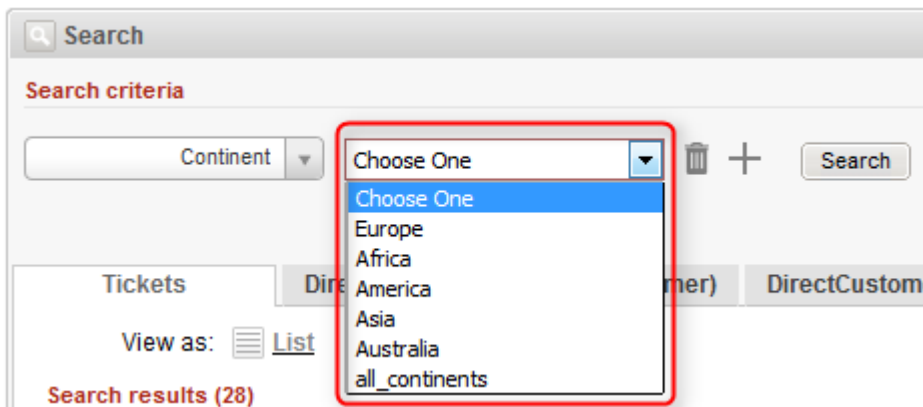 Search
Search criteria
Continent Choose One Search
Choose One
Europe
Africa
America
Asia
Australia
all_continents
Tickets mer) DirectCustom
View as: List
Search results (28)